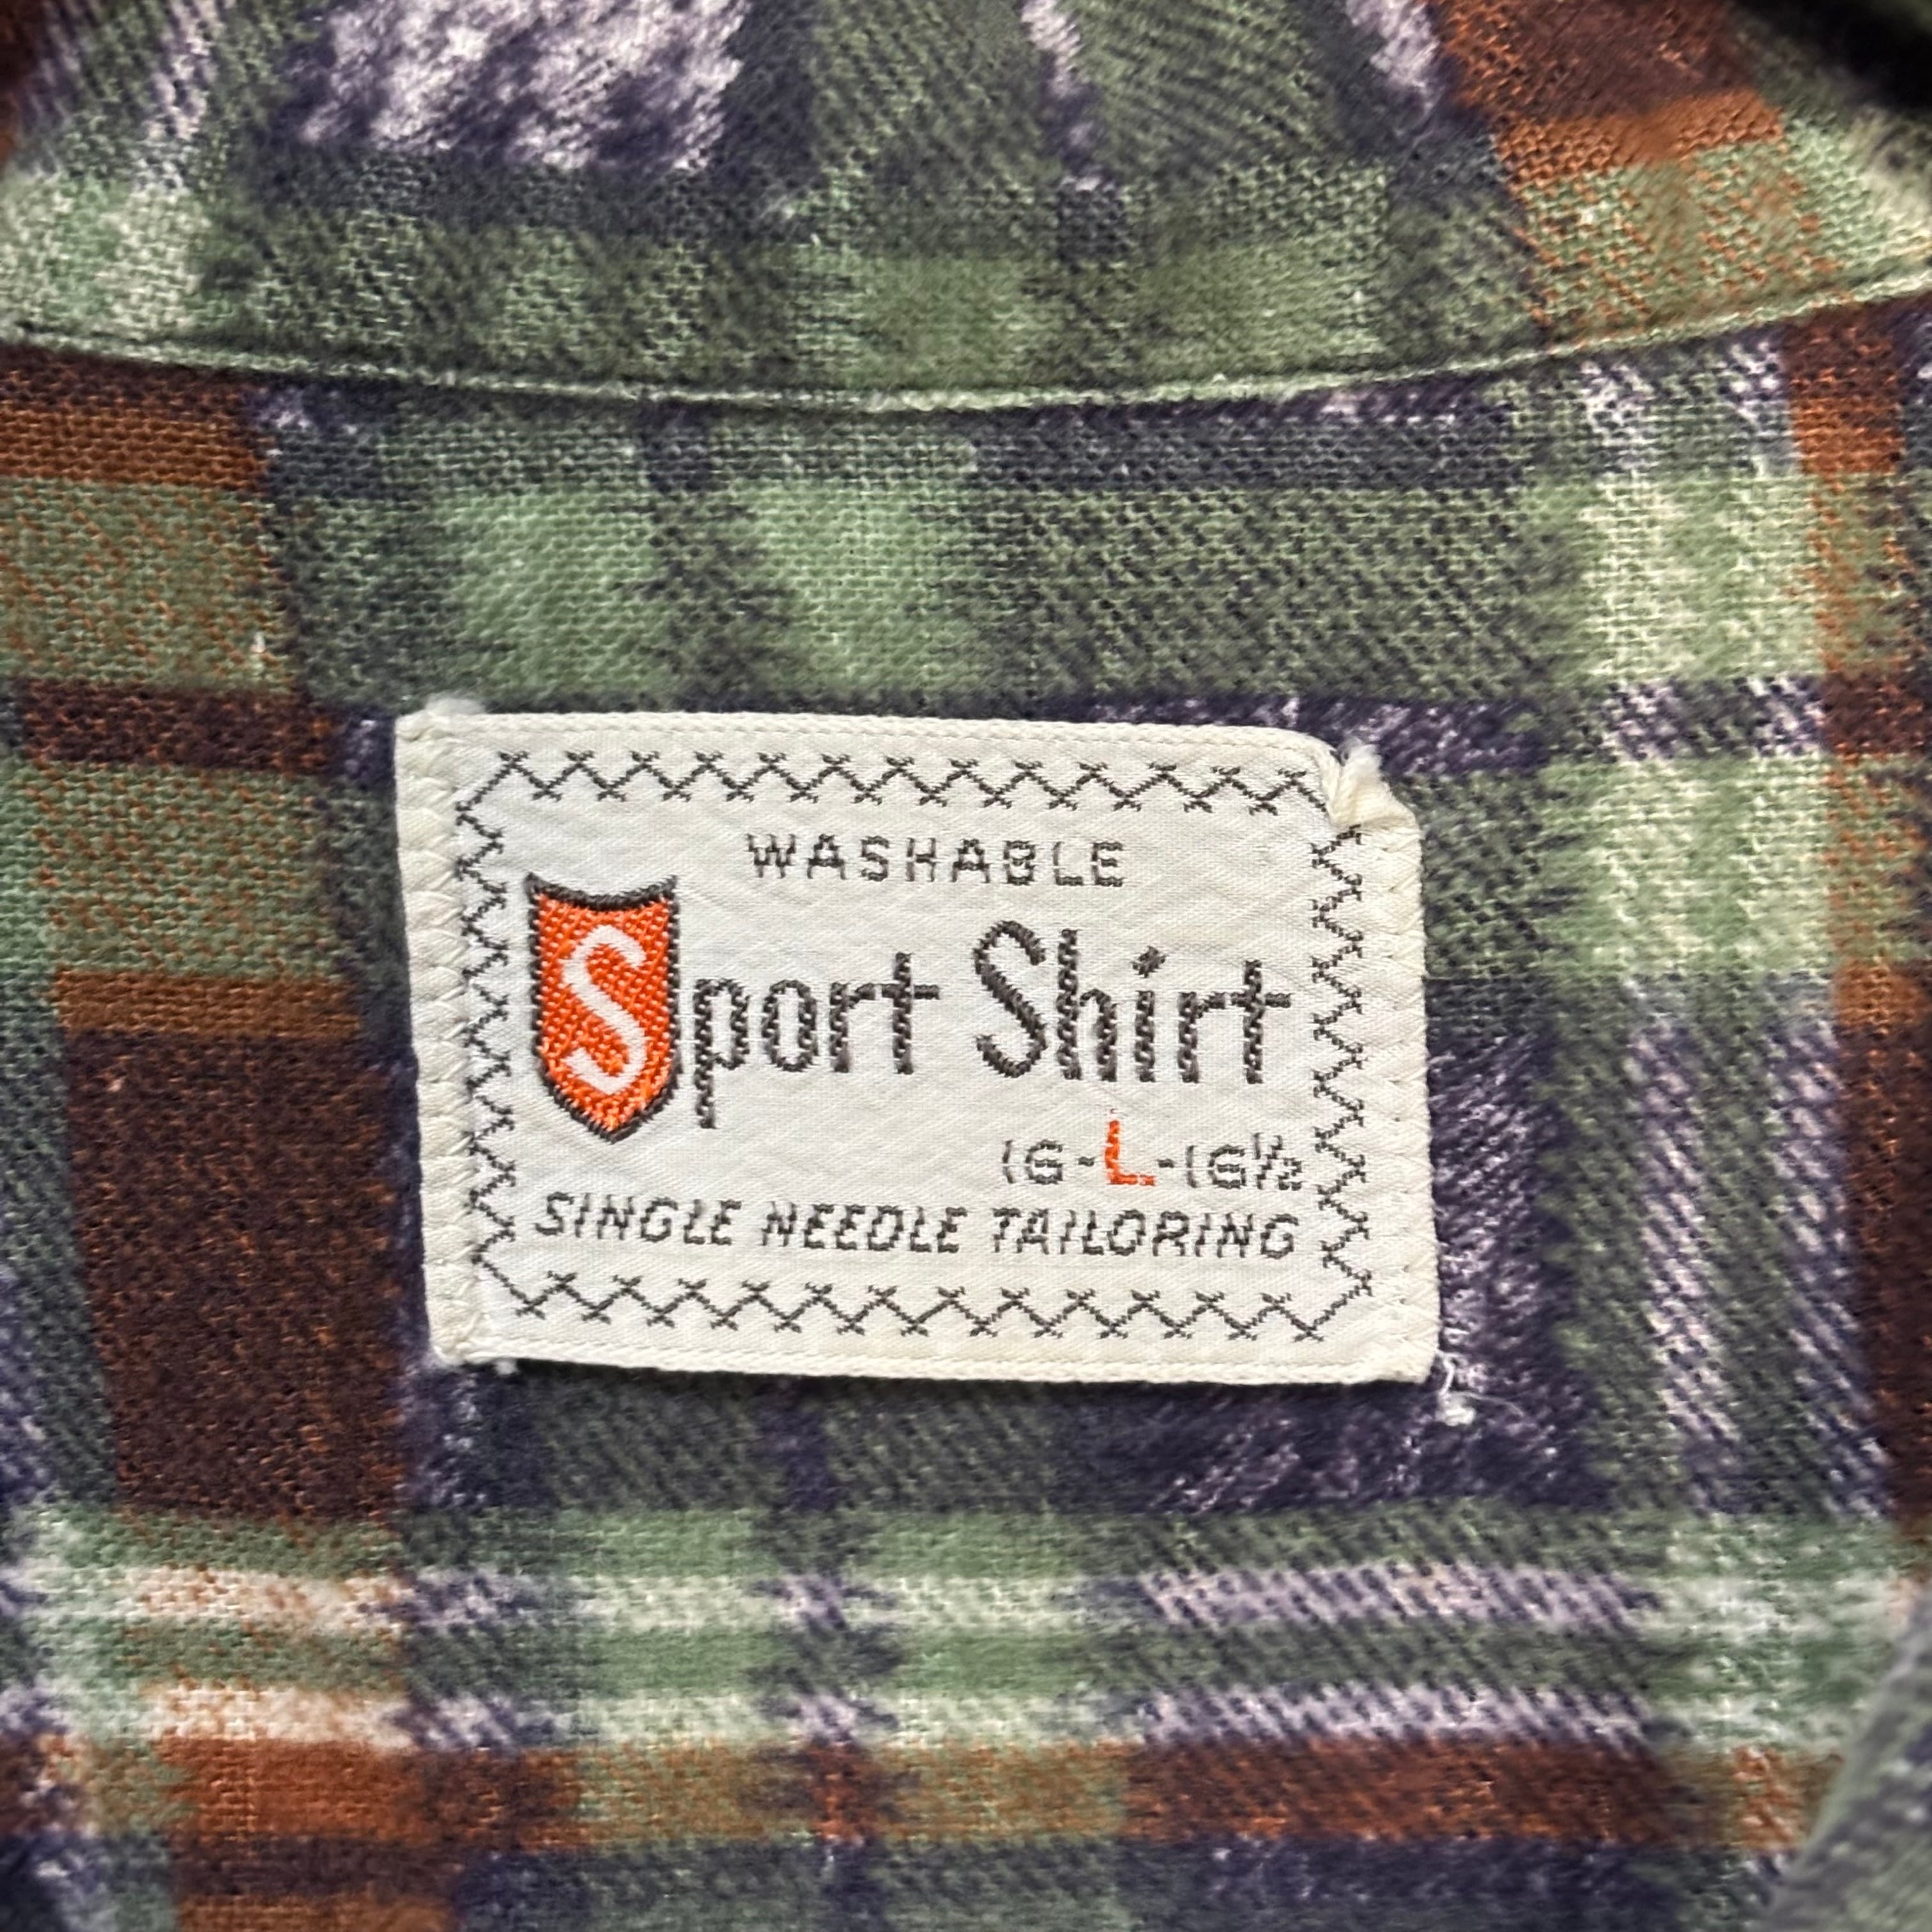 WASHABLE
Sport Shirt
16-L-16½
SINGLE NEEDLE TAILORING